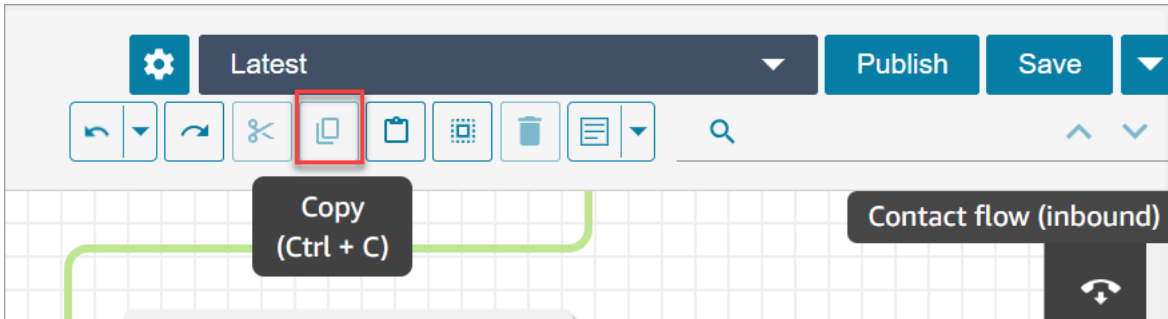 Latest
Publish
Save
Copy
(Ctrl + C)
Contact flow (inbound)